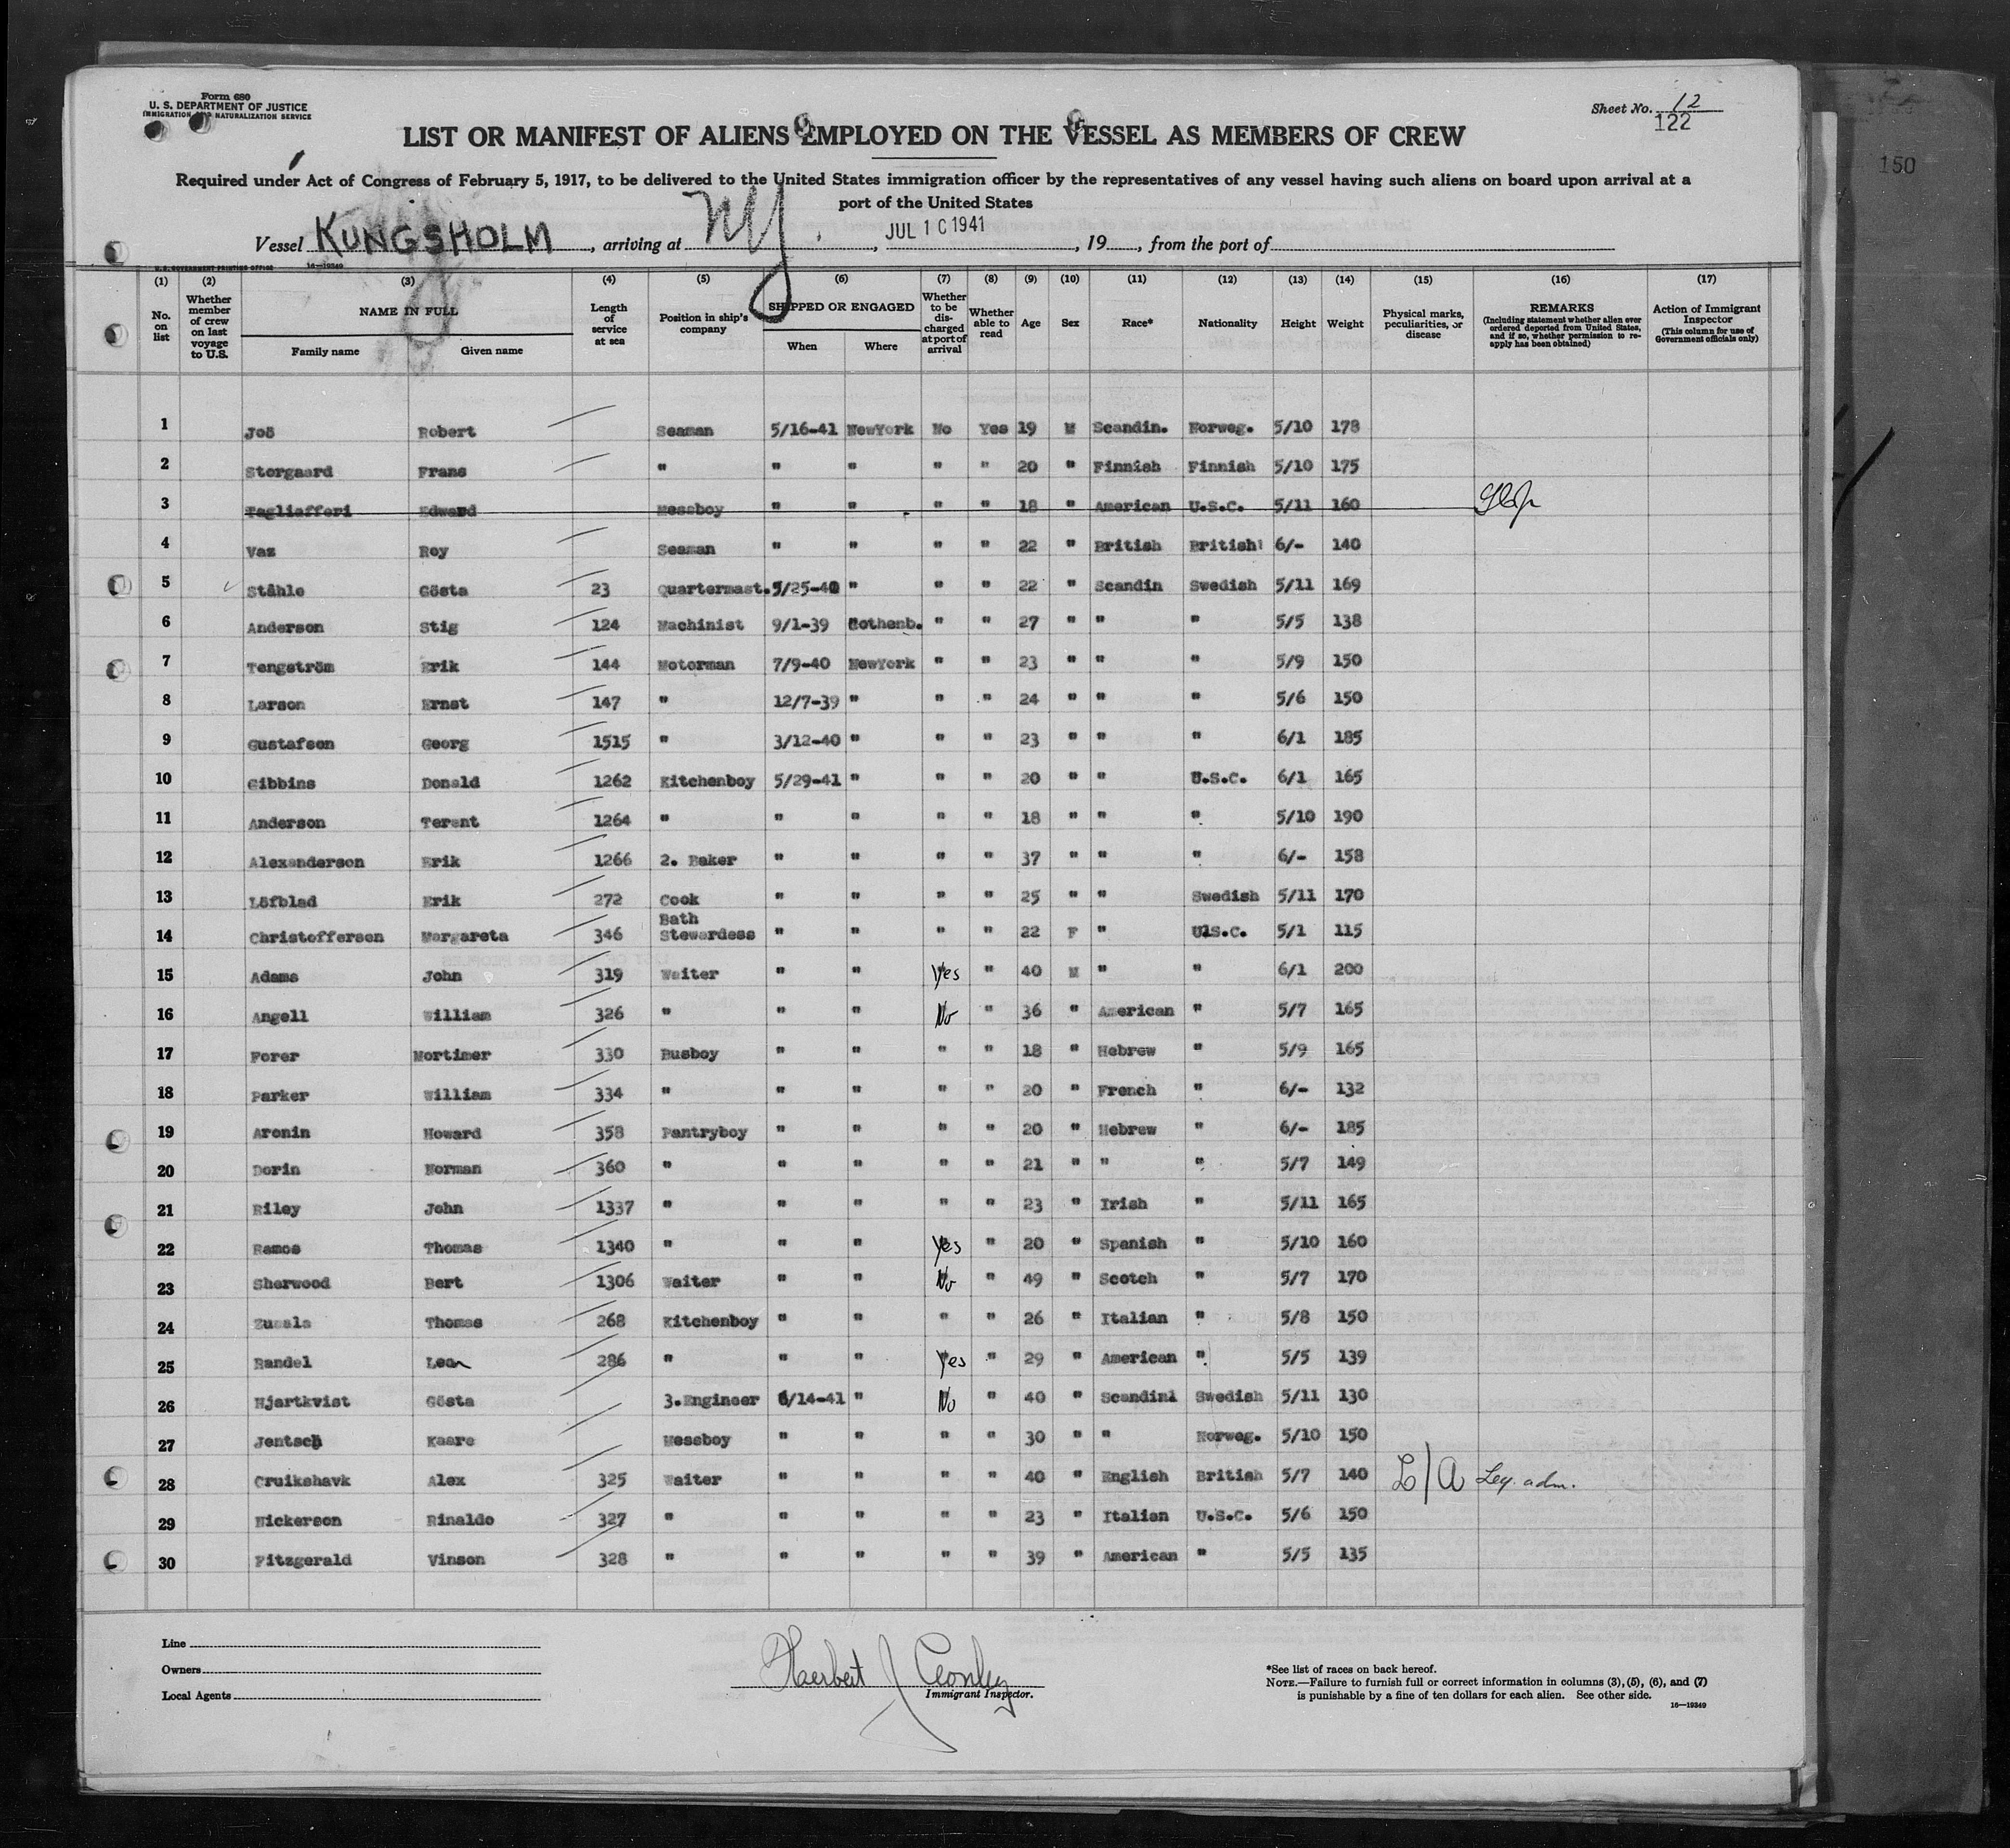 Form 680
U. S. DEPARTMENT OF JUSTICE
IMMIGRATION AND NATURALIZATION SERVICE
Sheet No. 12
122
150
LIST OR MANIFEST OF ALIENS EMPLOYED ON THE VESSEL AS MEMBERS OF CREW
Required under Act of Congress of February 5, 1917, to be delivered to the United States immigration officer by the representatives of any vessel having such aliens on board upon arrival at a
port of the United States
Vessel KUNGSHOLM, arriving at NY, JUL 10 1941, 19, from the port of
U.S. GOVERNMENT PRINTING OFFICE 16—19349
(1) (2) (3) (4) (5) (6) (7) (8) (9) (10) (11) (12) (13) (14) (15) (16) (17)
No. on list
Whether member of crew on last voyage to U.S.
NAME IN FULL
Family name Given name
Length of service at sea
Position in ship's company
SHIPPED OR ENGAGED
When Where
Whether to be discharged at port of arrival
Whether able to read
Age
Sex
Race*
Nationality
Height
Weight
Physical marks, peculiarities, or disease
REMARKS
(Including statement whether alien ever ordered deported from United States, and if so, whether permission to reapply has been obtained)
Action of Immigrant Inspector
(This column for use of Government officials only)
1 Joö Robert Seaman 5/16-41 NewYork No Yes 19 M Scandin. Norweg. 5/10 178
2 Storgaard Frans " " " " " 20 " Finnish Finnish 5/10 175
3 Tagliafferi Edward Messboy " " " " 18 " American U.S.C. 5/11 160
4 Vaz Roy Seaman " " " " 22 " British British 6/- 140
5 Ståhle Gösta 23 Quartermast. 5/25-40 " " " 22 " Scandin Swedish 5/11 169
6 Anderson Stig 124 Machinist 9/1-39 Gothenb. " " 27 " " " 5/5 138
7 Tengström Erik 144 Motorman 7/9-40 NewYork " " 23 " " " 5/9 150
8 Larson Ernst 147 " 12/7-39 " " " 24 " " " 5/6 150
9 Gustafson Georg 1515 " 3/12-40 " " " 23 " " " 6/1 185
10 Gibbins Donald 1262 Kitchenboy 5/29-41 " " " 20 " " U.S.C. 6/1 165
11 Anderson Terent 1264 " " " " " 18 " " " 5/10 190
12 Alexanderson Erik 1266 2. Baker " " " " 37 " " " 6/- 158
13 Löfblad Erik 272 Cook " " " " 25 " " Swedish 5/11 170
14 Christoffersen Margareta 346 Bath Stewardess " " " " 22 F " U.S.C. 5/1 115
15 Adams John 319 Waiter " " Yes " 40 M " " 6/1 200
16 Angell William 326 " " " No " 36 " American " 5/7 165
17 Forer Mortimer 330 Busboy " " " " 18 " Hebrew " 5/9 165
18 Parker William 334 " " " " " 20 " French " 6/- 132
19 Aronin Howard 358 Pantryboy " " " " 20 " Hebrew " 6/- 185
20 Dorin Norman 360 " " " " " 21 " " " 5/7 149
21 Riley John 1337 " " " " " 23 " Irish " 5/11 165
22 Ramos Thomas 1340 " " " Yes " 20 " Spanish " 5/10 160
23 Sherwood Bert 1306 Waiter " " No " 49 " Scotch " 5/7 170
24 Thomas 268 Kitchenboy " " " " 26 " Italian " 5/8 150
25 Randel Leo 286 " " " Yes " 29 " American " 5/5 139
26 Hjartkvist Gösta 3.Engineer 6/14-41 " No " 40 " Scandin Swedish 5/11 130
27 Jentsch Kaare Messboy " " " " 30 " " Norweg. 5/10 150
28 Cruikshavk Alex 325 Waiter " " " " 40 " English British 5/7 140 L/A Leg. adm.
29 Nickerson Rinaldo 327 " " " " " 23 " Italian U.S.C. 5/6 150
30 Fitzgerald Vinson 328 " " " " " 39 " American " 5/5 135
Line
Owners
Local Agents
Herbert J Conley
Immigrant Inspector.
*See list of races on back hereof.
NOTE.—Failure to furnish full or correct information in columns (3), (5), (6), and (7)
is punishable by a fine of ten dollars for each alien. See other side.
16—19349